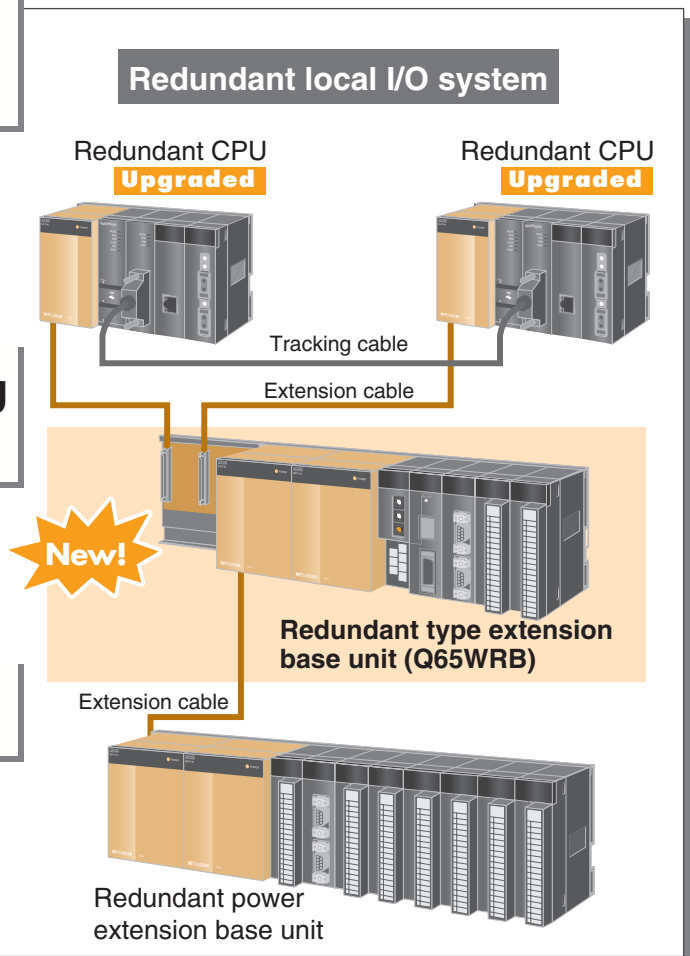 Redundant local I/O system
Redundant CPU
Upgraded
Redundant CPU
Upgraded
Tracking cable
Extension cable
New!
Redundant type extension
base unit (Q65WRB)
Extension cable
Redundant power
extension base unit